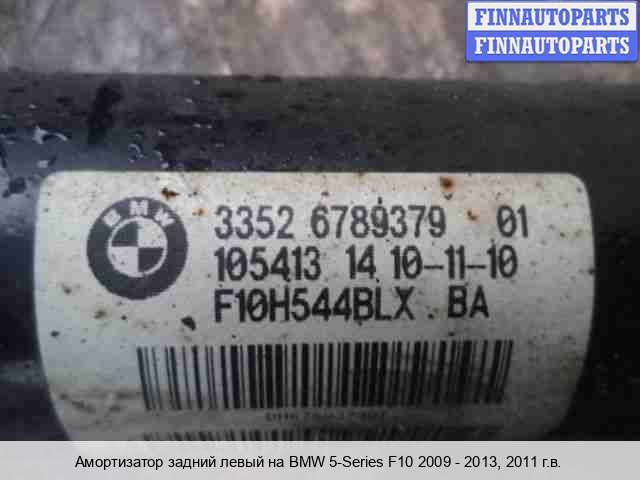 FINNAUTOPARTS
FINNAUTOPARTS
BMW
3352 6789379 01
105413 14 10-11-10
F10H544BLX BA
Амортизатор задний левый на BMW 5-Series F10 2009 - 2013, 2011 г.в.